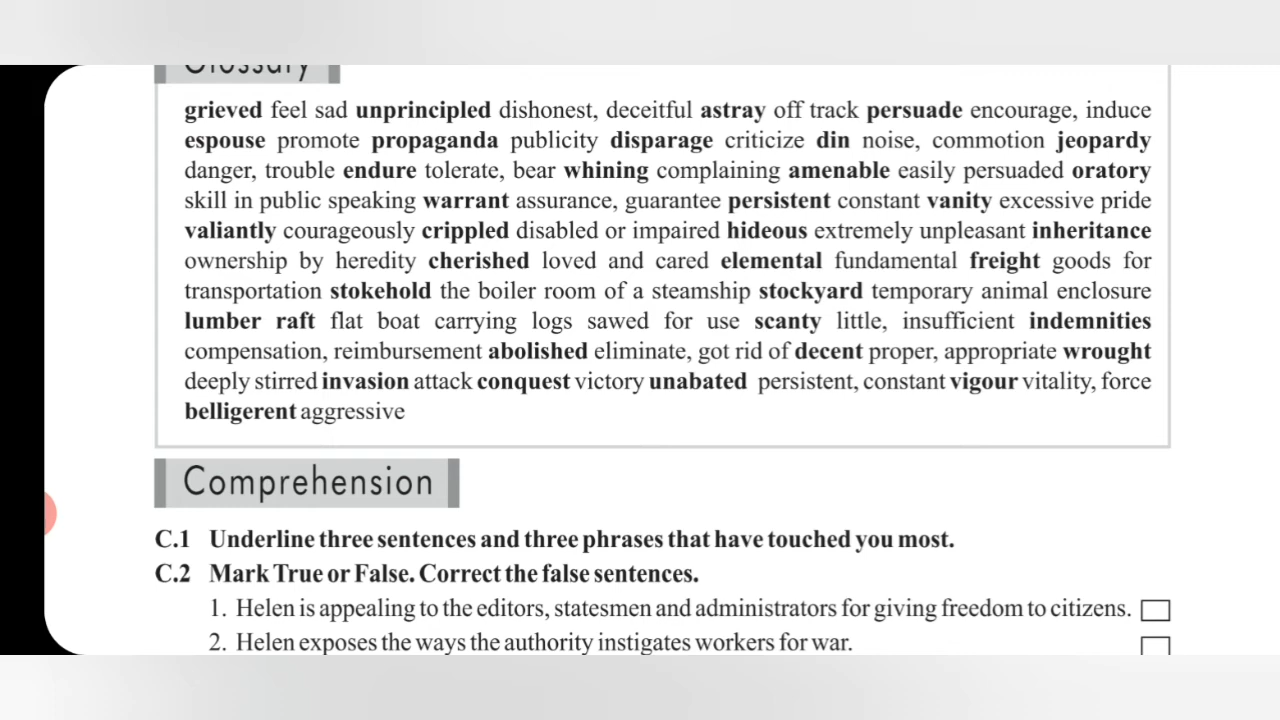 Glossary
grieved feel sad unprincipled dishonest, deceitful astray off track persuade encourage, induce
espouse promote propaganda publicity disparage criticize din noise, commotion jeopardy
danger, trouble endure tolerate, bear whining complaining amenable easily persuaded oratory
skill in public speaking warrant assurance, guarantee persistent constant vanity excessive pride
valiantly courageously crippled disabled or impaired hideous extremely unpleasant inheritance
ownership by heredity cherished loved and cared elemental fundamental freight goods for
transportation stokehold the boiler room of a steamship stockyard temporary animal enclosure
lumber raft flat boat carrying logs sawed for use scanty little, insufficient indemnities
compensation, reimbursement abolished eliminate, got rid of decent proper, appropriate wrought
deeply stirred invasion attack conquest victory unabated persistent, constant vigour vitality, force
belligerent aggressive
Comprehension
C.1 Underline three sentences and three phrases that have touched you most.
C.2 Mark True or False. Correct the false sentences.
1. Helen is appealing to the editors, statesmen and administrators for giving freedom to citizens.
2. Helen exposes the ways the authority instigates workers for war.